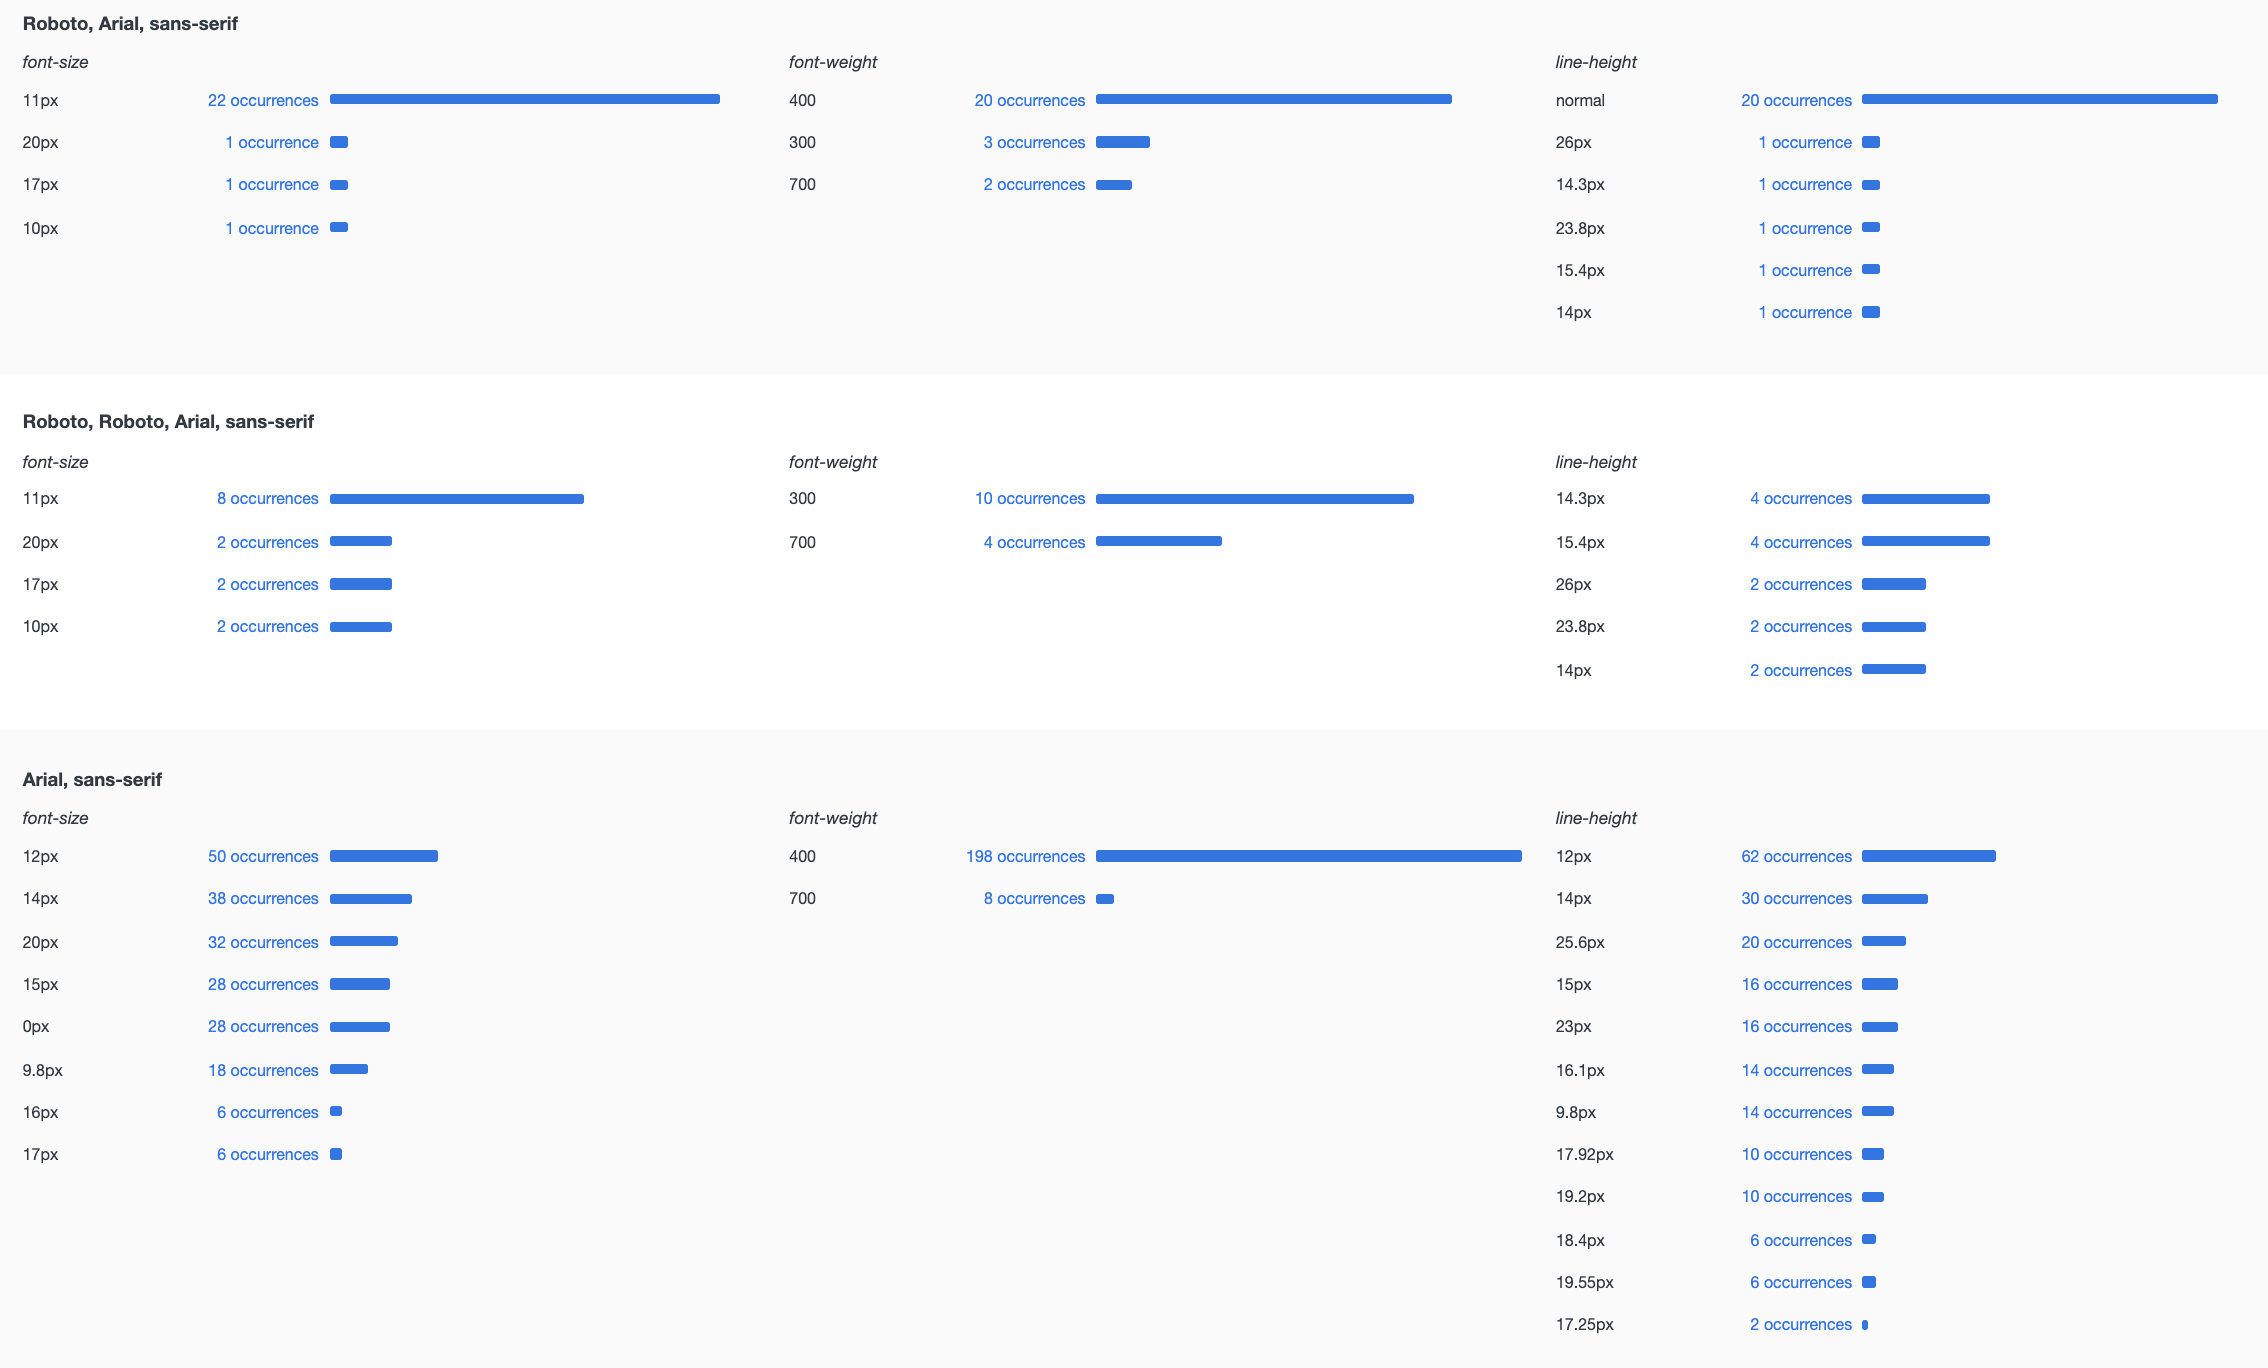 Roboto, Arial, sans-serif
font-size font-weight line-height
11px 22 occurrences 400 20 occurrences normal 20 occurrences
20px 1 occurrence 300 3 occurrences 26px 1 occurrence
17px 1 occurrence 700 2 occurrences 14.3px 1 occurrence
10px 1 occurrence 23.8px 1 occurrence
15.4px 1 occurrence
14px 1 occurrence
Roboto, Roboto, Arial, sans-serif
font-size font-weight line-height
11px 8 occurrences 300 10 occurrences 14.3px 4 occurrences
20px 2 occurrences 700 4 occurrences 15.4px 4 occurrences
17px 2 occurrences 26px 2 occurrences
10px 2 occurrences 23.8px 2 occurrences
14px 2 occurrences
Arial, sans-serif
font-size font-weight line-height
12px 50 occurrences 400 198 occurrences 12px 62 occurrences
14px 38 occurrences 700 8 occurrences 14px 30 occurrences
20px 32 occurrences 25.6px 20 occurrences
15px 28 occurrences 15px 16 occurrences
0px 28 occurrences 23px 16 occurrences
9.8px 18 occurrences 16.1px 14 occurrences
16px 6 occurrences 9.8px 14 occurrences
17px 6 occurrences 17.92px 10 occurrences
19.2px 10 occurrences
18.4px 6 occurrences
19.55px 6 occurrences
17.25px 2 occurrences